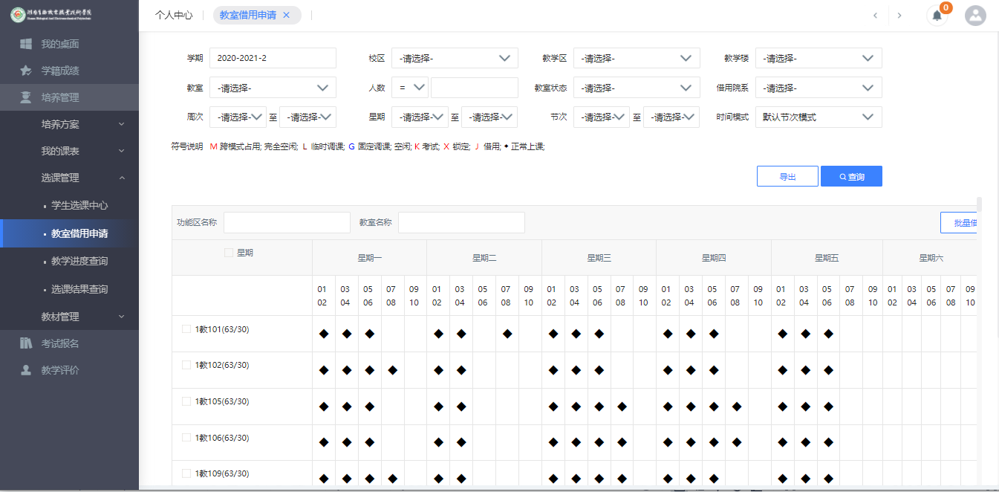 个人中心 教室借用申请 × 0
我的桌面
学籍成绩
培养管理
培养方案
我的课表
选课管理
学生选课中心
教室借用申请
教学进度查询
选课结果查询
教材管理
考试报名
教学评价
学期 2020-2021-2 校区 -请选择- 教学区 -请选择- 教学楼 -请选择-
教室 -请选择- 人数 = 教室状态 -请选择- 借用院系 -请选择-
周次 -请选择- 至 -请选择- 星期 -请选择- 至 -请选择- 节次 -请选择- 至 -请选择- 时间模式 默认节次模式
符号说明 M 跨模式占用; 完全空闲; L 临时调课; G 固定调课; 空闲; K 考试; X 锁定; J 借用; ◆ 正常上课;
导出 查询
功能区名称 教室名称 批量借
星期 星期一 星期二 星期三 星期四 星期五 星期六
01 03 05 07 09 01 03 05 07 09 01 03 05 07 09 01 03 05 07 09 01 03 05 07 09 01 03 05 07 09
02 04 06 08 10 02 04 06 08 10 02 04 06 08 10 02 04 06 08 10 02 04 06 08 10 02 04 06 08 10
1教101(63/30) ◆ ◆ ◆ ◆ ◆ ◆ ◆ ◆ ◆ ◆ ◆ ◆ ◆ ◆ ◆
1教102(63/30) ◆ ◆ ◆ ◆ ◆ ◆ ◆ ◆ ◆ ◆ ◆ ◆ ◆ ◆ ◆
1教105(63/30) ◆ ◆ ◆ ◆ ◆ ◆ ◆ ◆ ◆ ◆ ◆ ◆ ◆ ◆ ◆ ◆
1教106(63/30) ◆ ◆ ◆ ◆ ◆ ◆ ◆ ◆ ◆ ◆ ◆ ◆ ◆ ◆ ◆ ◆
1教109(63/30) ◆ ◆ ◆ ◆ ◆ ◆ ◆ ◆ ◆ ◆ ◆ ◆ ◆ ◆ ◆ ◆